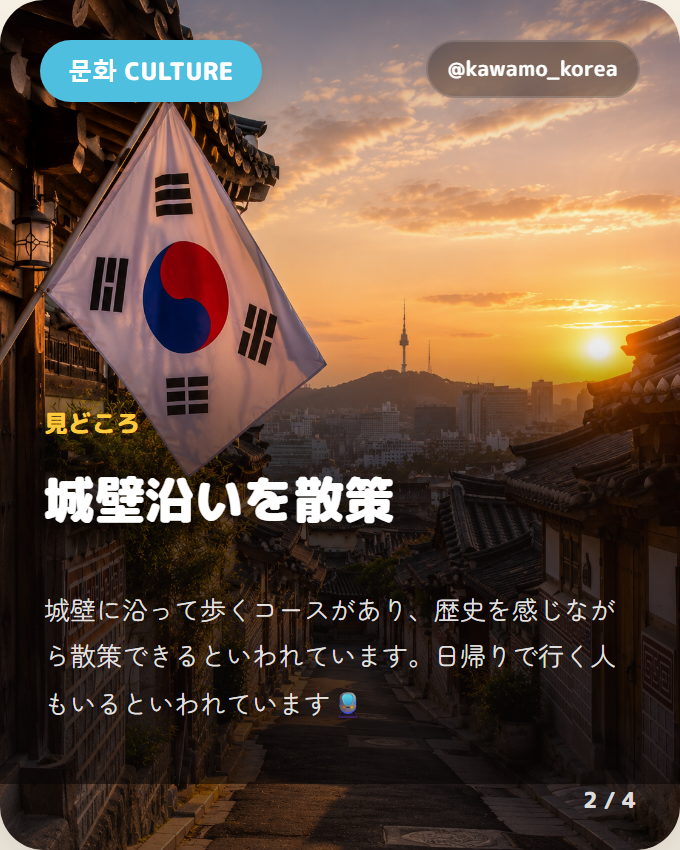 문화 CULTURE
@kawamo_korea
見どころ
城壁沿いを散策
城壁に沿って歩くコースがあり、歴史を感じなが
ら散策できるといわれています。日帰りで行く人
もいるといわれています
2 / 4